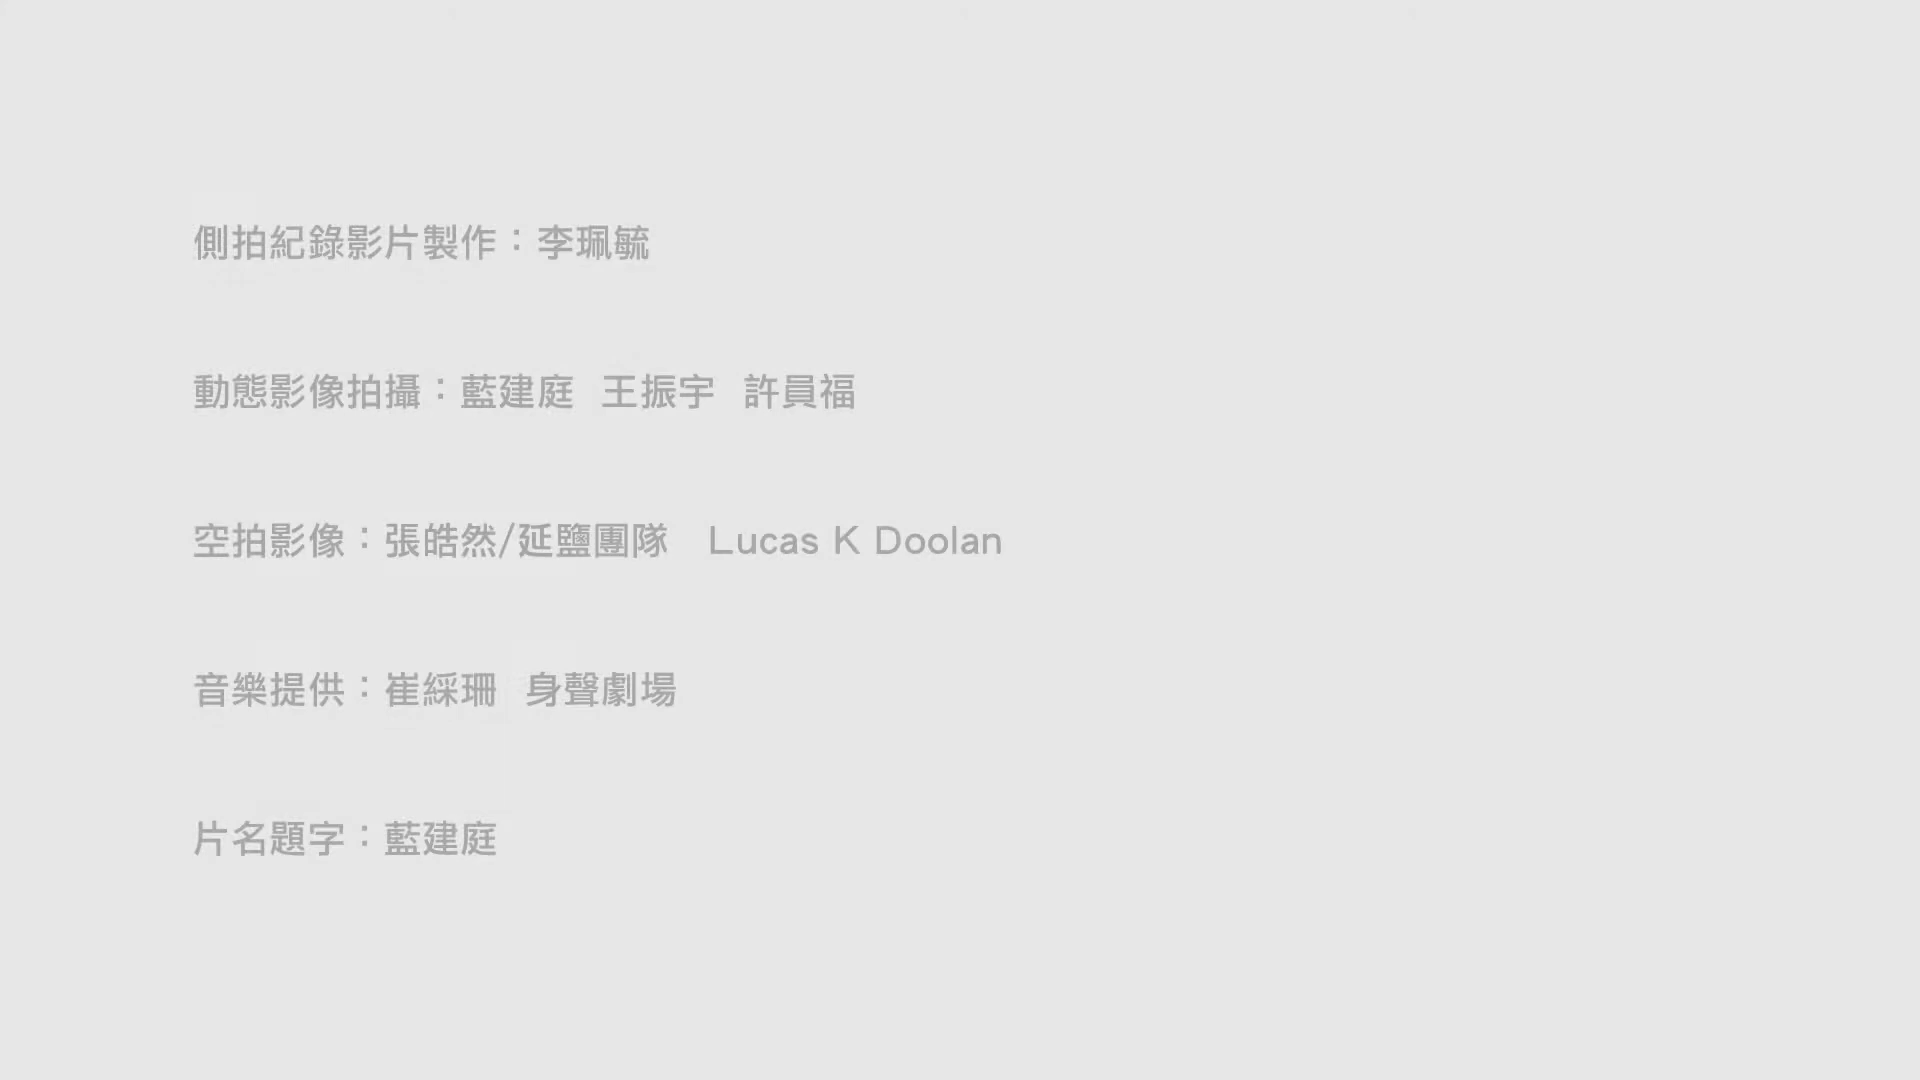 側拍紀錄影片製作：李珮毓
動態影像拍攝：藍建庭 王振宇 許員福
空拍影像：張皓然/延鹽團隊 Lucas K Doolan
音樂提供：崔綵珊 身聲劇場
片名題字：藍建庭